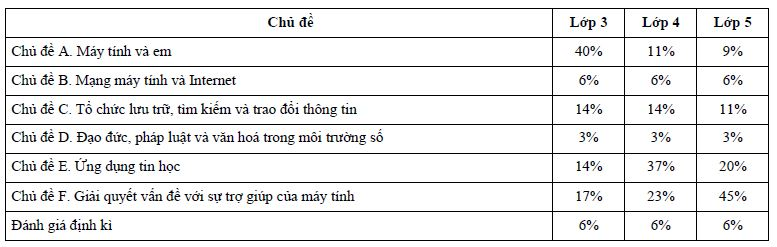 Chủ đề Lớp 3 Lớp 4 Lớp 5
Chủ đề A. Máy tính và em 40% 11% 9%
Chủ đề B. Mạng máy tính và Internet 6% 6% 6%
Chủ đề C. Tổ chức lưu trữ, tìm kiếm và trao đổi thông tin 14% 14% 11%
Chủ đề D. Đạo đức, pháp luật và văn hoá trong môi trường số 3% 3% 3%
Chủ đề E. Ứng dụng tin học 14% 37% 20%
Chủ đề F. Giải quyết vấn đề với sự trợ giúp của máy tính 17% 23% 45%
Đánh giá định kì 6% 6% 6%